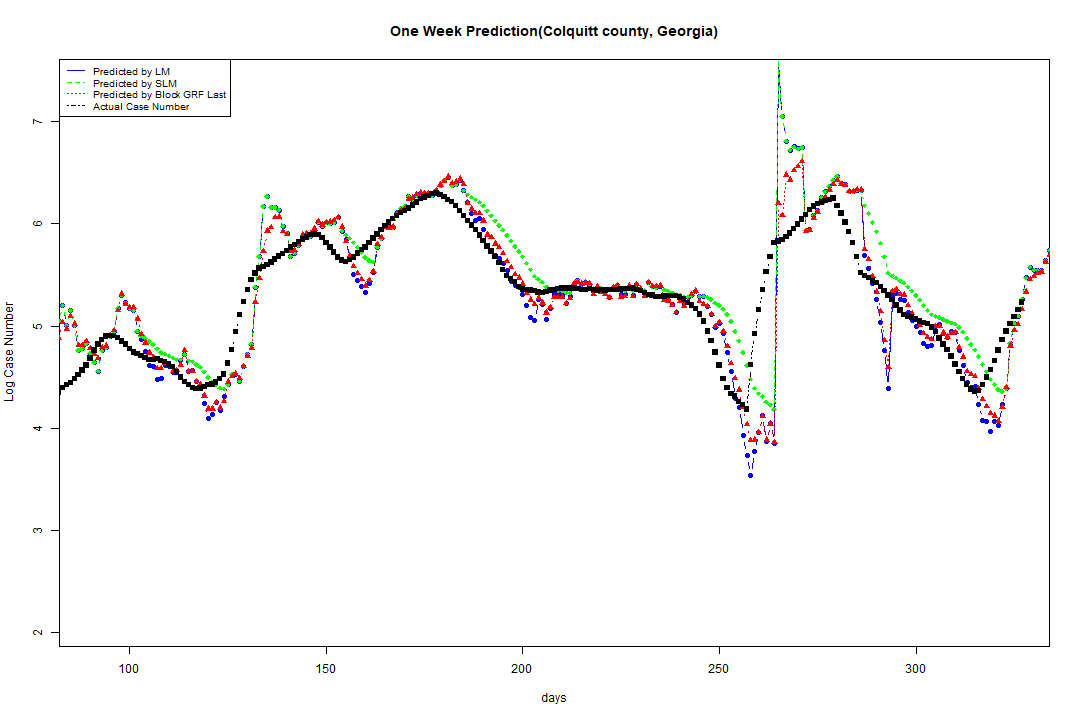 One Week Prediction(Colquitt county, Georgia)
Predicted by LM
Predicted by SLM
Predicted by Block GRF Last
Actual Case Number
Log Case Number
7
6
5
4
3
2
100 150 200 250 300
days